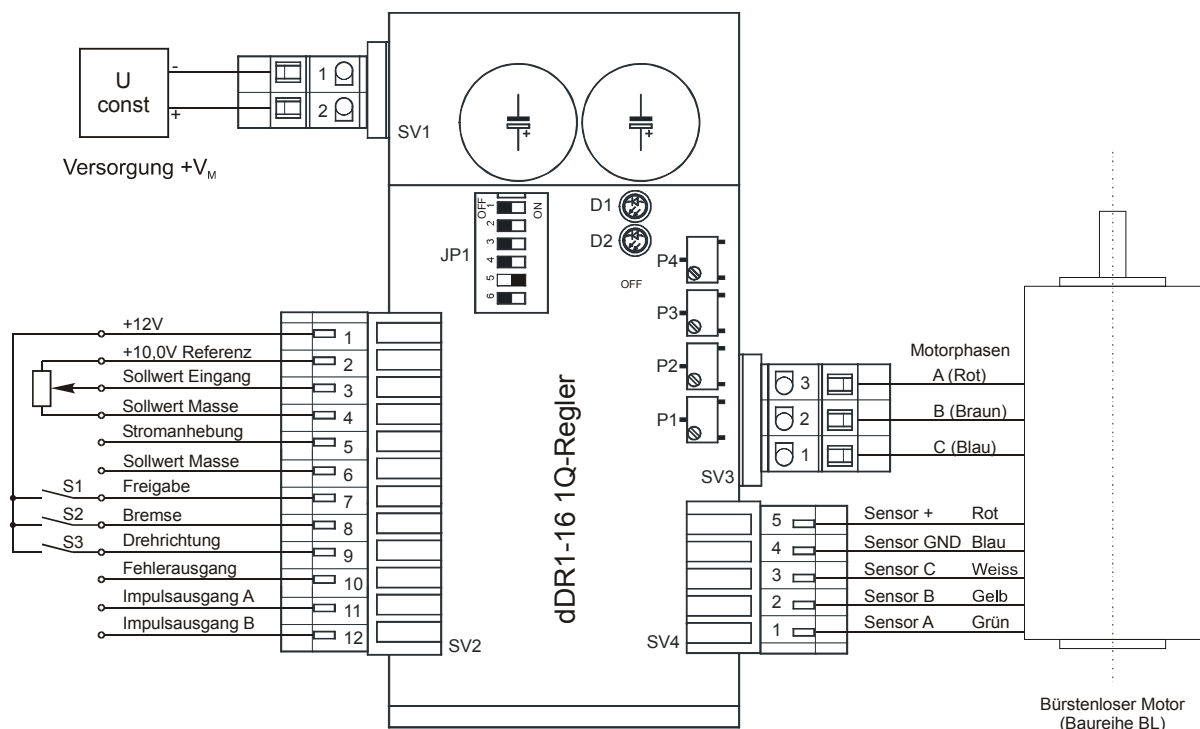 U
const
-
+
Versorgung +VM
1
2
SV1
OFF
ON
1
2
3
4
5
6
JP1
D1
D2
OFF
P4
P3
P2
P1
+12V
1
+10,0V Referenz
2
Sollwert Eingang
3
Sollwert Masse
4
Stromanhebung
5
Sollwert Masse
6
S1 Freigabe
7
S2 Bremse
8
S3 Drehrichtung
9
Fehlerausgang
10
Impulsausgang A
11
Impulsausgang B
12
SV2
dDR1-16 1Q-Regler
+
+
Motorphasen
3 A (Rot)
2 B (Braun)
1 C (Blau)
SV3
5 Sensor + Rot
4 Sensor GND Blau
3 Sensor C Weiss
2 Sensor B Gelb
1 Sensor A Grün
SV4
Bürstenloser Motor
(Baureihe BL)